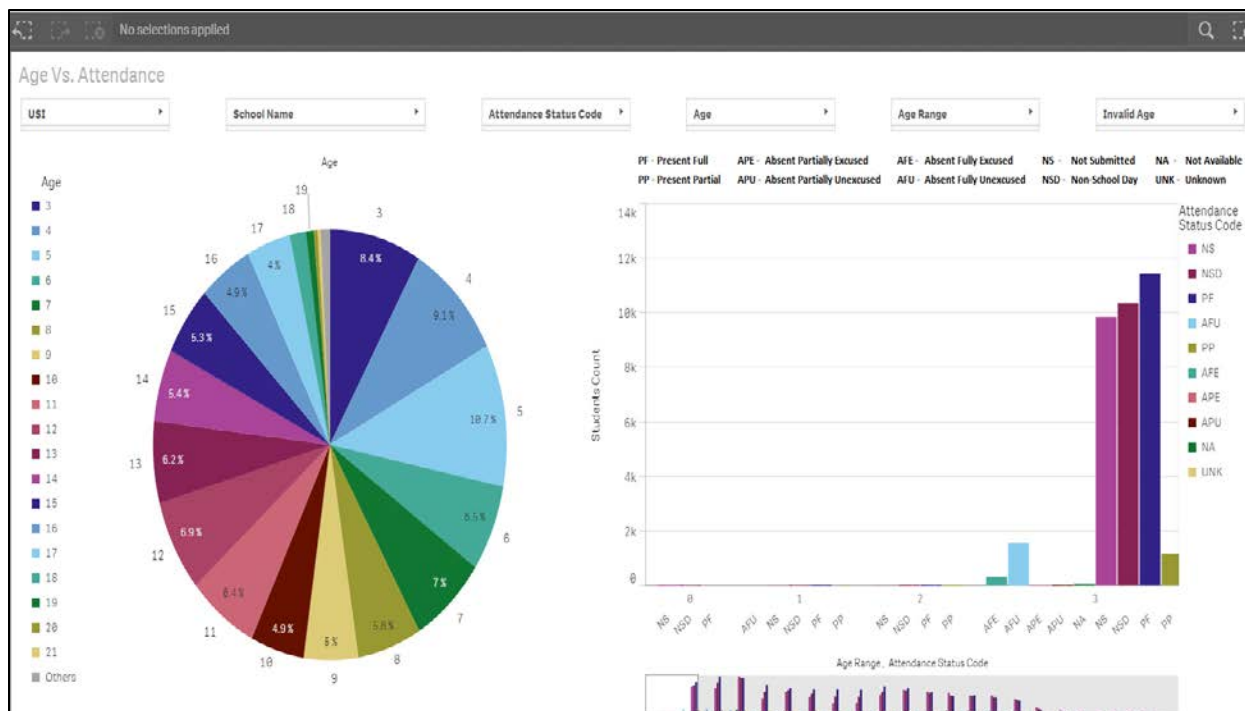 No selections applied
Age Vs. Attendance
USI
School Name
Attendance Status Code
Age
Age Range
Invalid Age
PF - Present Full APE - Absent Partially Excused AFE - Absent Fully Excused NS - Not Submitted NA - Not Available
PP - Present Partial APU - Absent Partially Unexcused AFU - Absent Fully Unexcused NSD - Non-School Day UNK - Unknown
Age
Age
3
4
5
6
7
8
9
10
11
12
13
14
15
16
17
18
19
20
21
Others
3
4
5
6
7
8
9
10
11
12
13
14
15
16
17
18
19
8.4%
9.1%
10.7%
7%
5.8%
5%
4.9%
6.9%
6.2%
5.4%
5.3%
4.9%
4%
Students Count
14k
12k
10k
8k
6k
4k
2k
0
0
1
2
3
NS NSD PF
AFU NS NSD PF PP
NS NSD PF PP
AFE AFU APE APU NA NS NSD PF PP
Age Range, Attendance Status Code
Attendance
Status Code
NS
NSD
PF
AFU
PP
AFE
APE
APU
NA
UNK